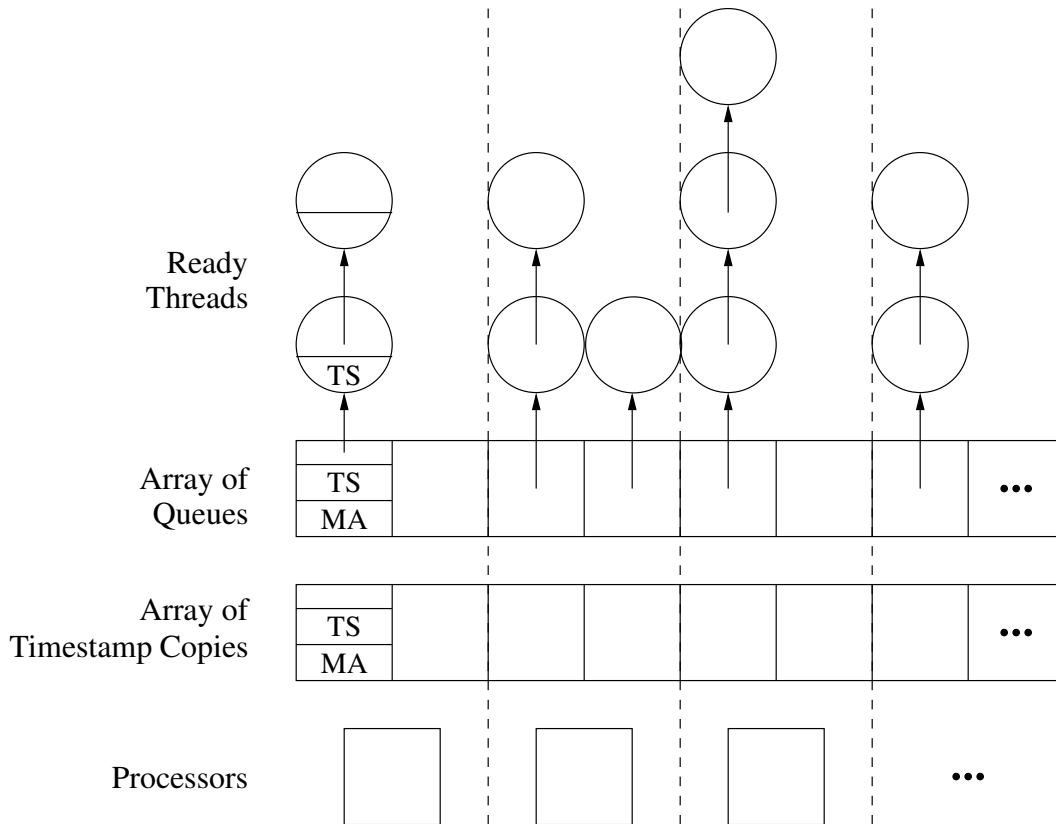 Ready
Threads
TS
Array of
Queues
TS
MA
•••
Array of
Timestamp Copies
TS
MA
•••
Processors
•••